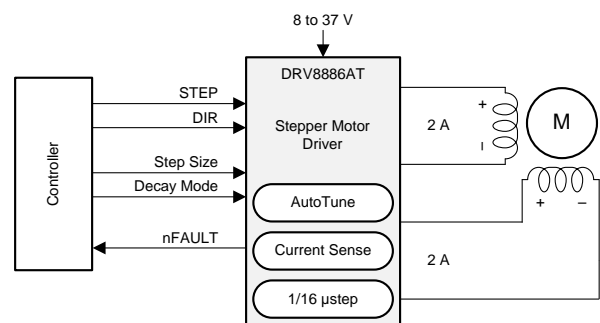 8 to 37 V
DRV8886AT
Stepper Motor
Driver
Controller
STEP
DIR
Step Size
Decay Mode
nFAULT
AutoTune
Current Sense
1/16 µstep
2 A
+
–
M
+ –
2 A